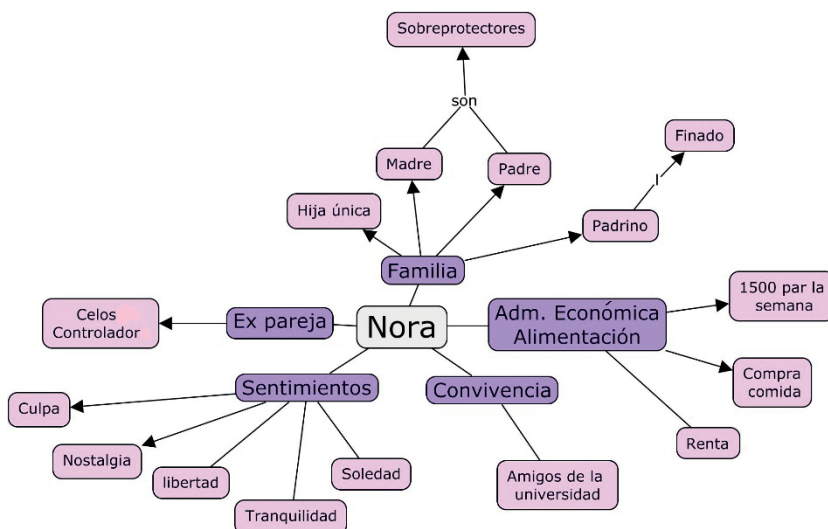 Sobreprotectores
son
Finado
Madre
Padre
l
Hija única
Padrino
Familia
1500 par la
semana
Celos
Controlador
Ex pareja
Nora
Adm. Económica
Alimentación
Sentimientos
Convivencia
Compra
comida
Culpa
Nostalgia
libertad
Soledad
Renta
Amigos de la
universidad
Tranquilidad